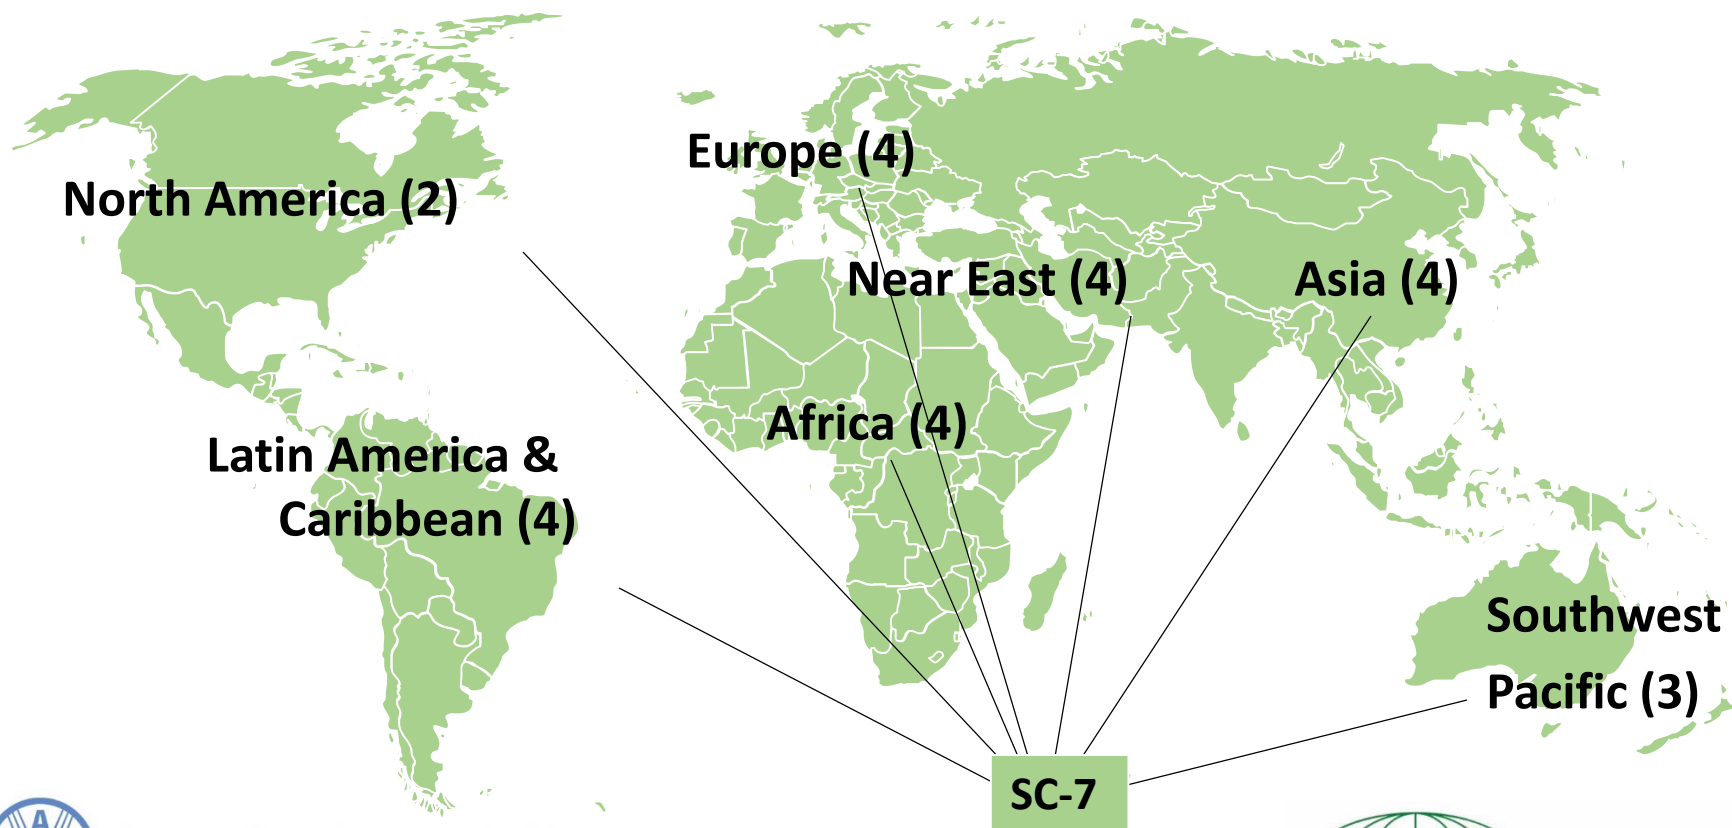 Europe (4)
North America (2)
Near East (4)
Asia (4)
Africa (4)
Latin America &
Caribbean (4)
Southwest
Pacific (3)
SC-7
A